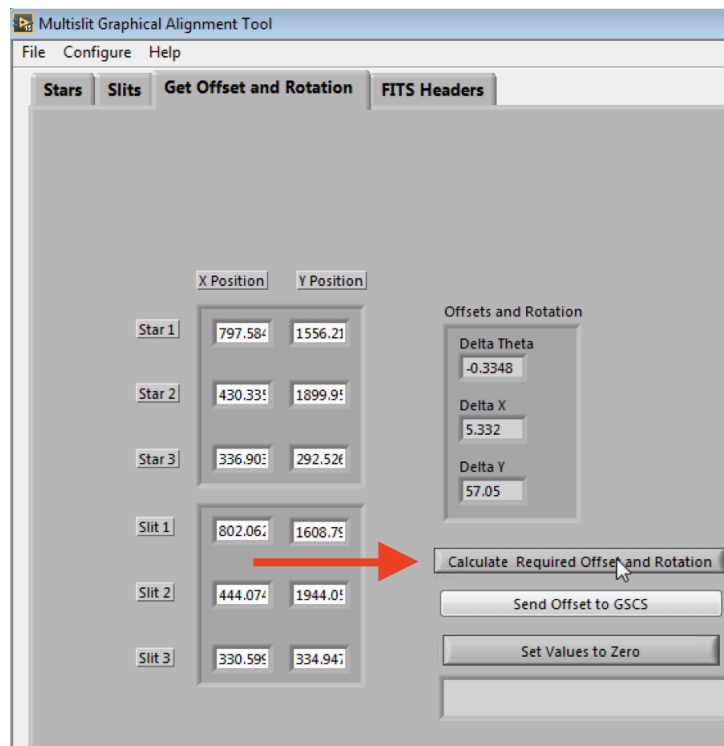 Multislit Graphical Alignment Tool
File Configure Help
Stars Slits Get Offset and Rotation FITS Headers
X Position Y Position
Star 1 797.584 1556.21
Star 2 430.335 1899.95
Star 3 336.903 292.526
Slit 1 802.062 1608.79
Slit 2 444.074 1944.05
Slit 3 330.599 334.947
Offsets and Rotation
Delta Theta
-0.3348
Delta X
5.332
Delta Y
57.05
Calculate Required Offset and Rotation
Send Offset to GSCS
Set Values to Zero